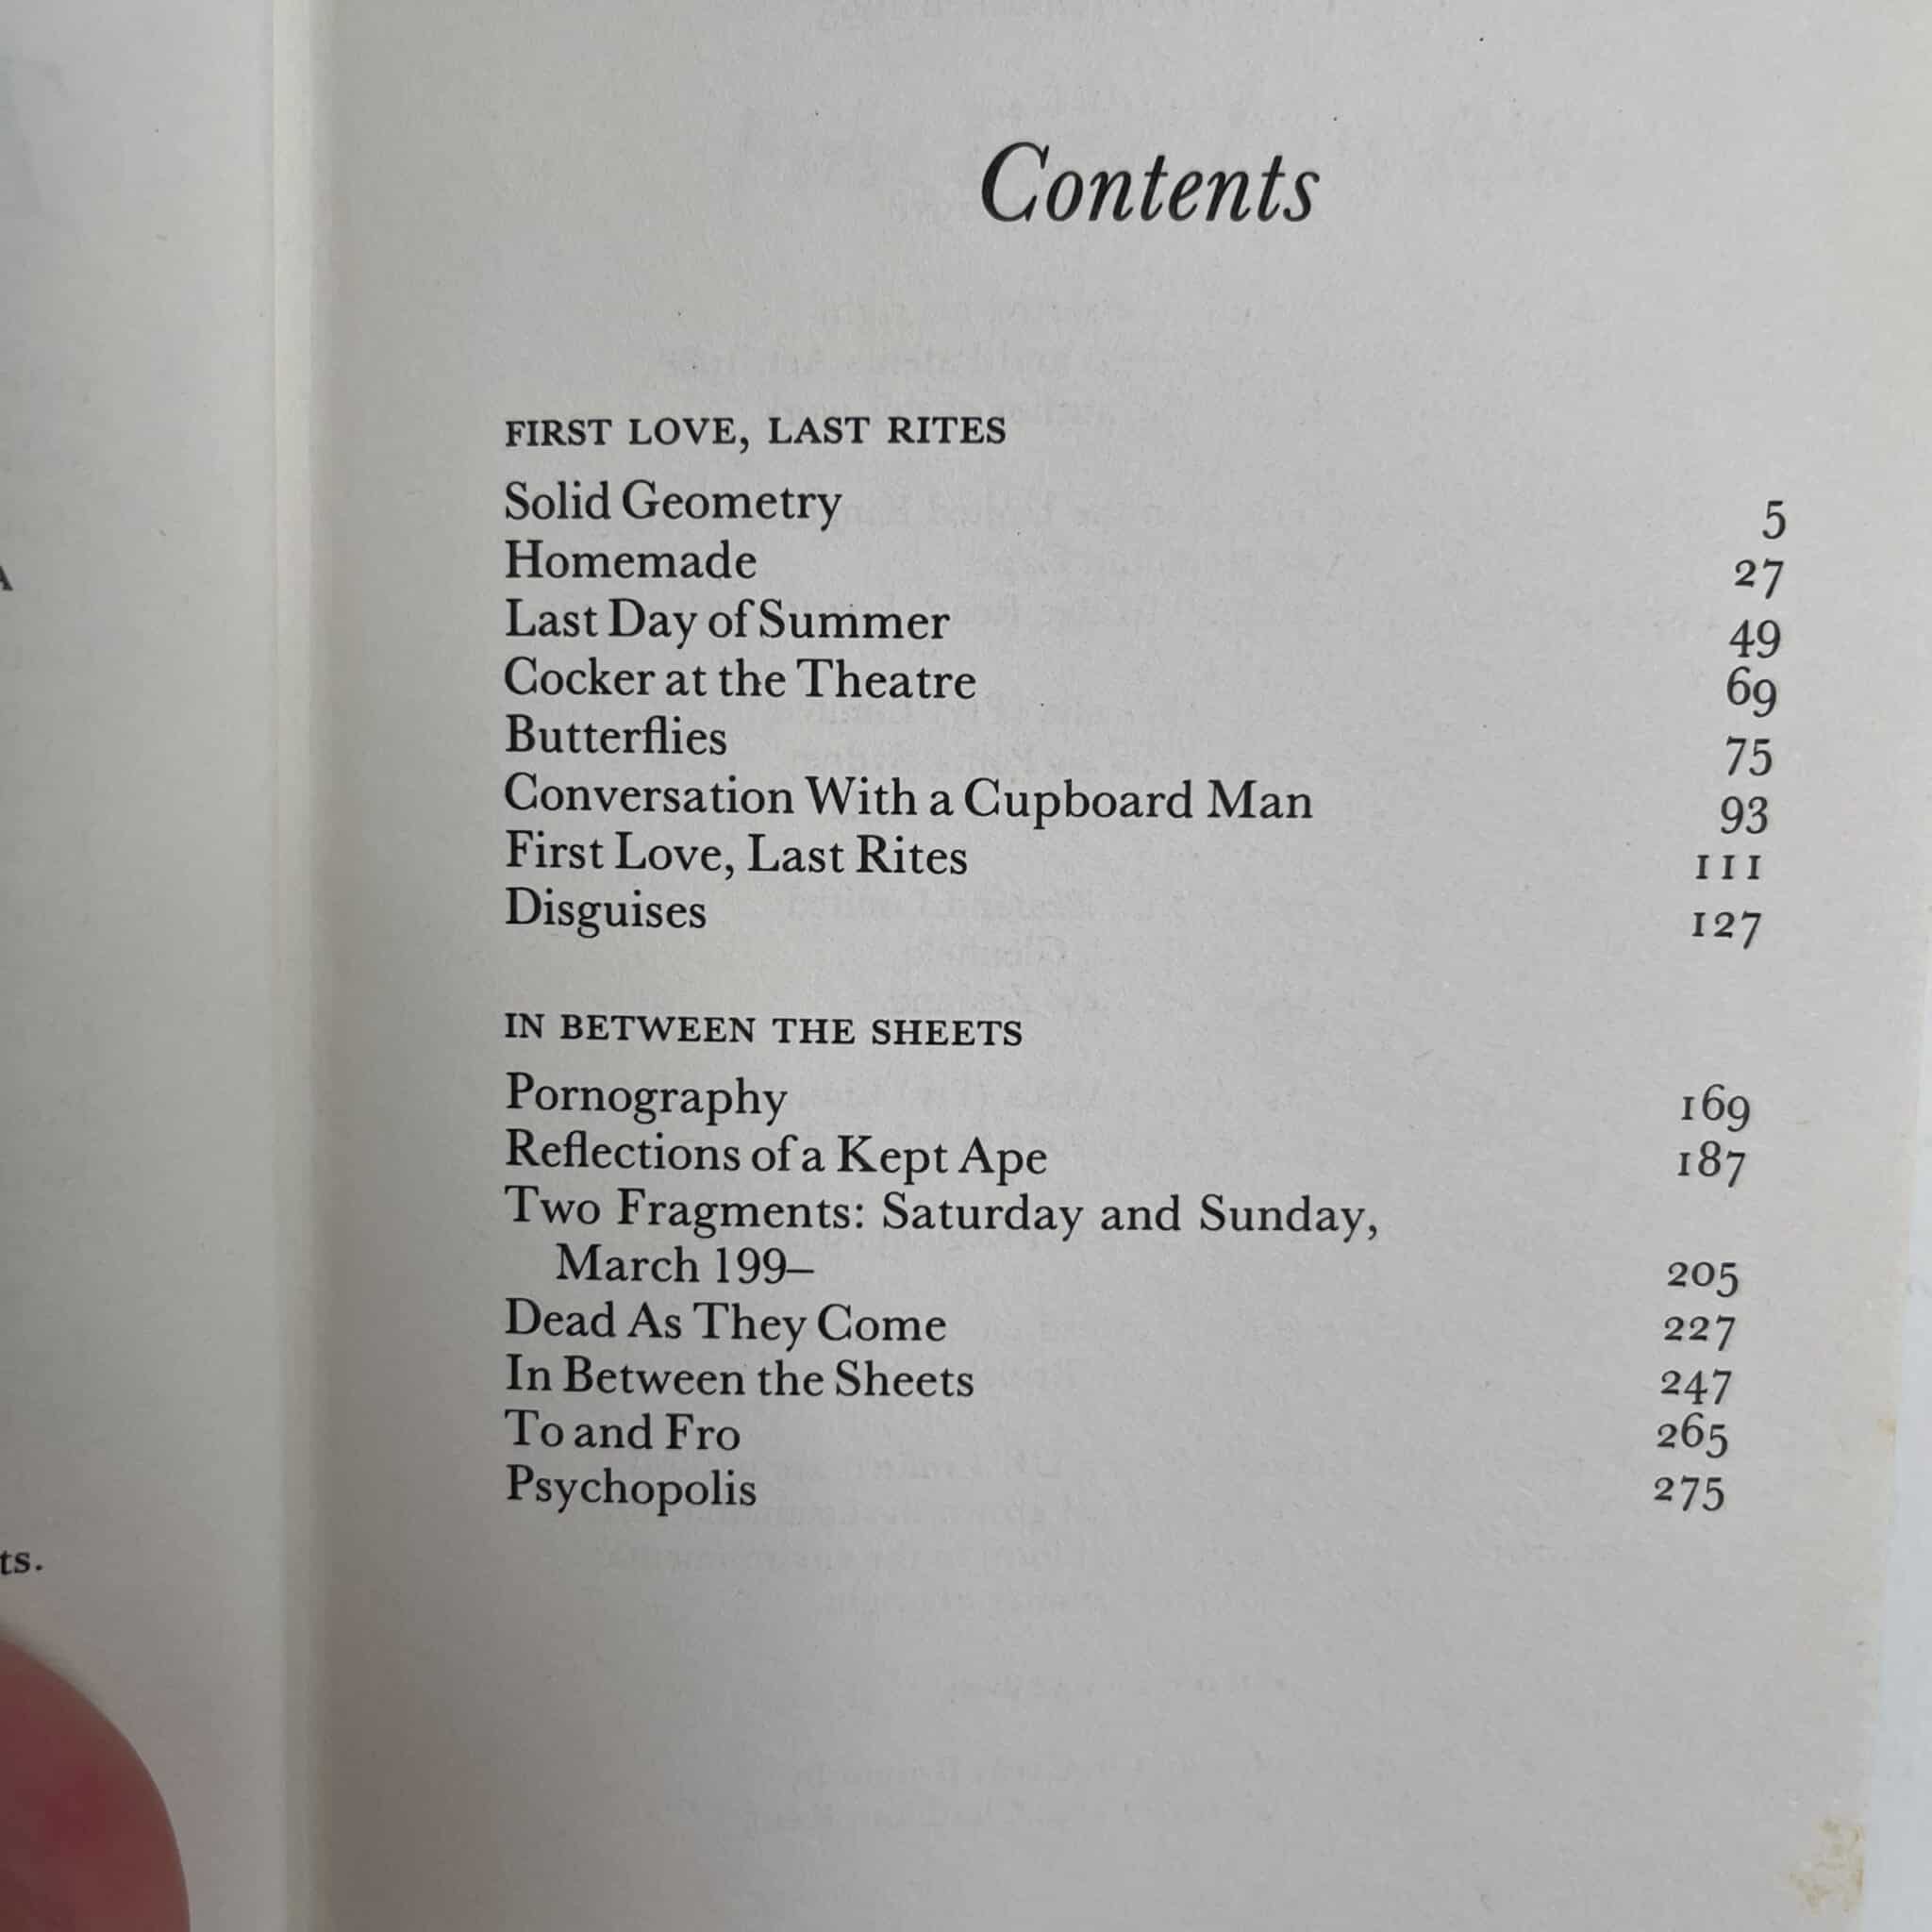 Contents
FIRST LOVE, LAST RITES
Solid Geometry 5
Homemade 27
Last Day of Summer 49
Cocker at the Theatre 69
Butterflies 75
Conversation With a Cupboard Man 93
First Love, Last Rites 111
Disguises 127
IN BETWEEN THE SHEETS
Pornography 169
Reflections of a Kept Ape 187
Two Fragments: Saturday and Sunday,
March 199– 205
Dead As They Come 227
In Between the Sheets 247
To and Fro 265
Psychopolis 275
ts.